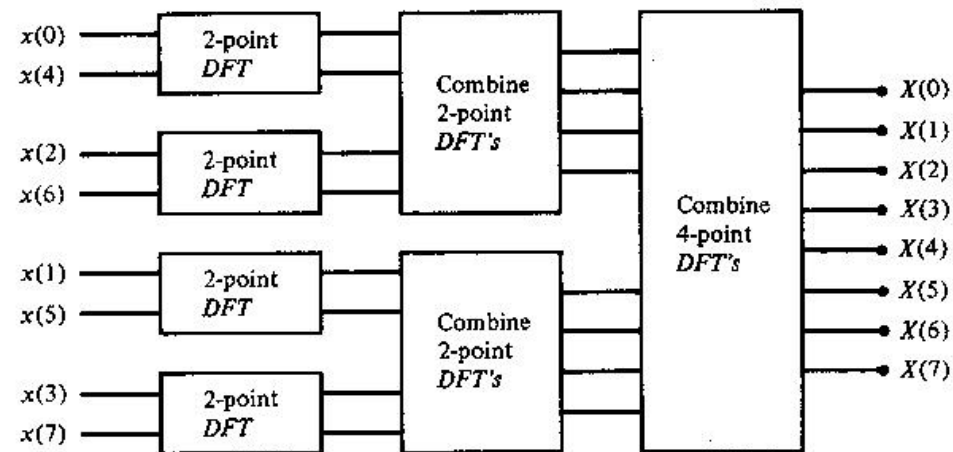 x(0)
x(4)
2-point
DFT
x(2)
x(6)
2-point
DFT
x(1)
x(5)
2-point
DFT
x(3)
x(7)
2-point
DFT
Combine
2-point
DFT's
Combine
2-point
DFT's
Combine
4-point
DFT's
X(0)
X(1)
X(2)
X(3)
X(4)
X(5)
X(6)
X(7)